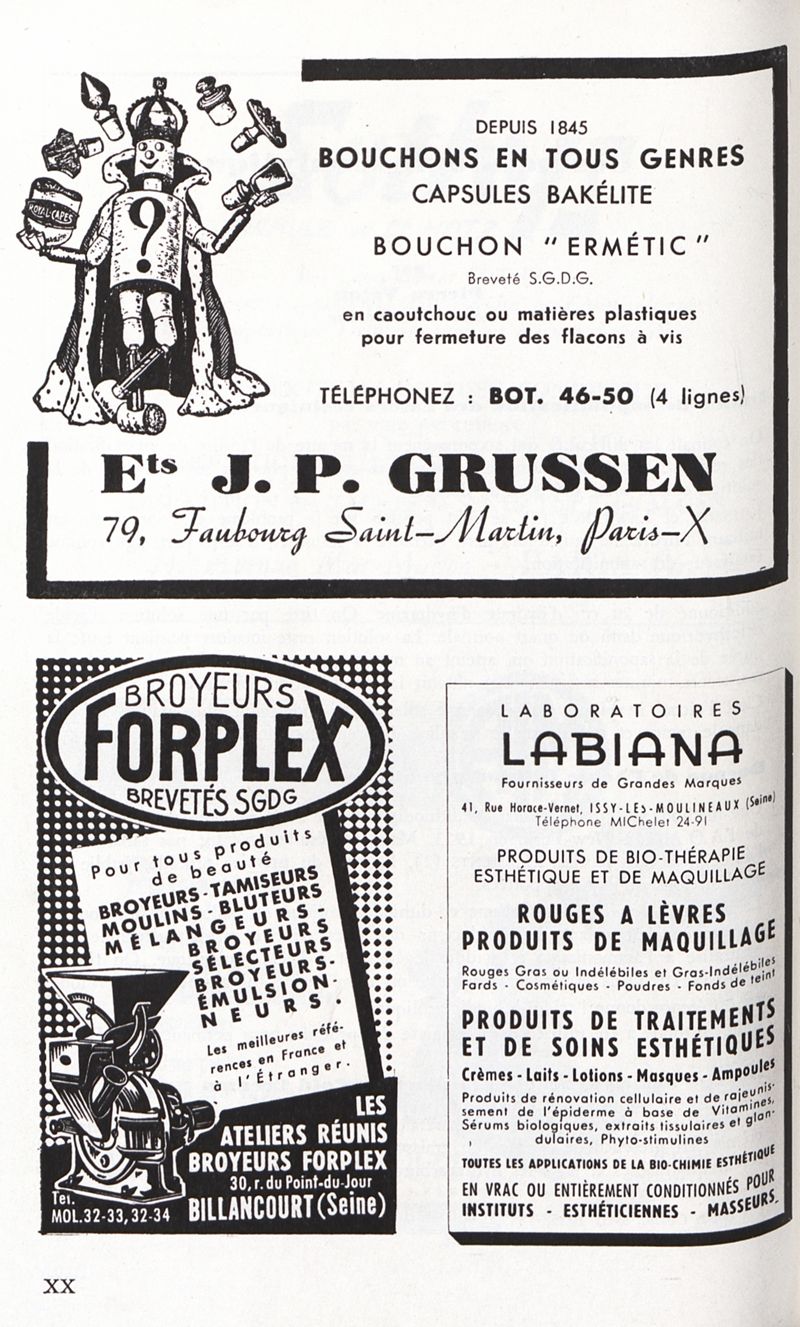 DEPUIS 1845
BOUCHONS EN TOUS GENRES
CAPSULES BAKÉLITE
BOUCHON "ERMÉTIC"
Breveté S.G.D.G.
en caoutchouc ou matières plastiques
pour fermeture des flacons à vis
TÉLÉPHONEZ : BOT. 46-50 (4 lignes)
ROYAL-CAPES
?
Ets J. P. GRUSSEN
79, Faubourg Saint-Martin, Paris-X
BROYEURS
FORPLEX
BREVETÉS SGDG
Pour tous produits
de beauté
BROYEURS-TAMISEURS
MOULINS-BLUTEURS
MÉLANGEURS-
BROYEURS
SÉLECTEURS
BROYEURS-
ÉMULSION-
NEURS.
Les meilleures réfé-
rences en France et
à l'Étranger.
LES
ATELIERS RÉUNIS
BROYEURS FORPLEX
30, r. du Point-du-Jour
BILLANCOURT (Seine)
Tél.
MOL.32-33, 32-34
LABORATOIRES
LABIANA
Fournisseurs de Grandes Marques
41, Rue Horace-Vernet, ISSY-LES-MOULINEAUX (Seine)
Téléphone MIChelet 24-91
PRODUITS DE BIO-THÉRAPIE
ESTHÉTIQUE ET DE MAQUILLAGE
ROUGES A LÈVRES
PRODUITS DE MAQUILLAGE
Rouges Gras ou Indélébiles et Gras-Indélébiles
Fards - Cosmétiques - Poudres - Fonds de teint
PRODUITS DE TRAITEMENTS
ET DE SOINS ESTHÉTIQUES
Crèmes - Laits - Lotions - Masques - Ampoules
Produits de rénovation cellulaire et de rajeunis-
sement de l'épiderme à base de Vitamines,
Sérums biologiques, extraits tissulaires et glan-
dulaires, Phyto-stimulines
TOUTES LES APPLICATIONS DE LA BIO-CHIMIE ESTHÉTIQUE
EN VRAC OU ENTIÈREMENT CONDITIONNÉS POUR
INSTITUTS - ESTHÉTICIENNES - MASSEURS.
XX